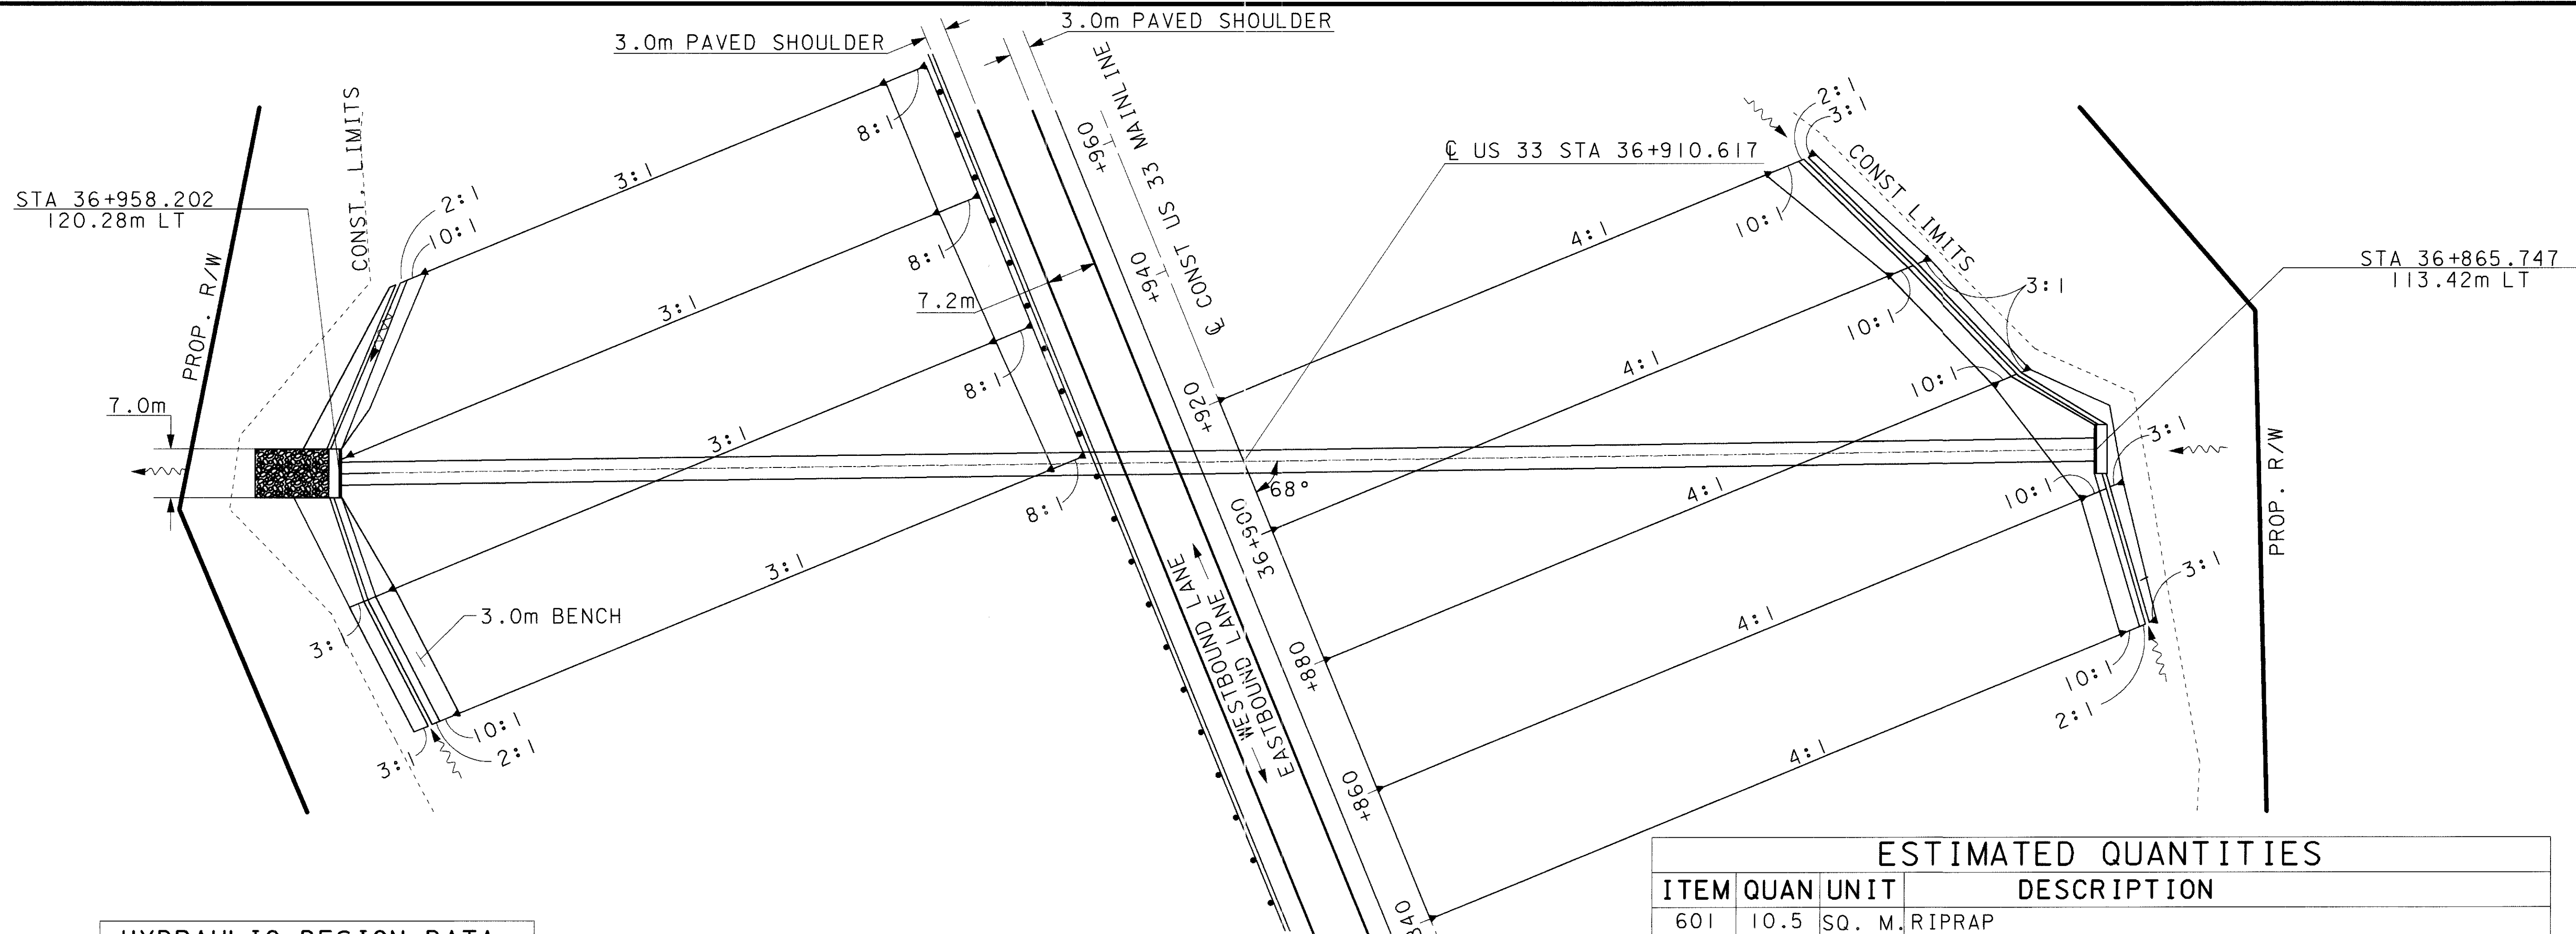 3.0m PAVED SHOULDER
3.0m PAVED SHOULDER
CONST. LIMITS
STA 36+958.202
120.28m LT
PROP. R/W
7.0m
2:1
10:1
3:1
3:1
3:1
3:1
8:1
8:1
8:1
8:1
7.2m
3.0m BENCH
3:1
10:1
2:1
℄ CONST US 33 MAINLINE
+960
+940
+920
36+900
+880
+860
℄ US 33 STA 36+910.617
68°
WESTBOUND LANE
EASTBOUND LANE
4:1
4:1
4:1
4:1
4:1
2:1
3:1
CONST LIMITS
10:1
10:1
10:1
10:1
10:1
3:1
3:1
3:1
2:1
STA 36+865.747
113.42m LT
PROP. R/W
ESTIMATED QUANTITIES
ITEM QUAN UNIT DESCRIPTION
601 10.5 SQ. M. RIPRAP
HYDRAULIC DESIGN DATA